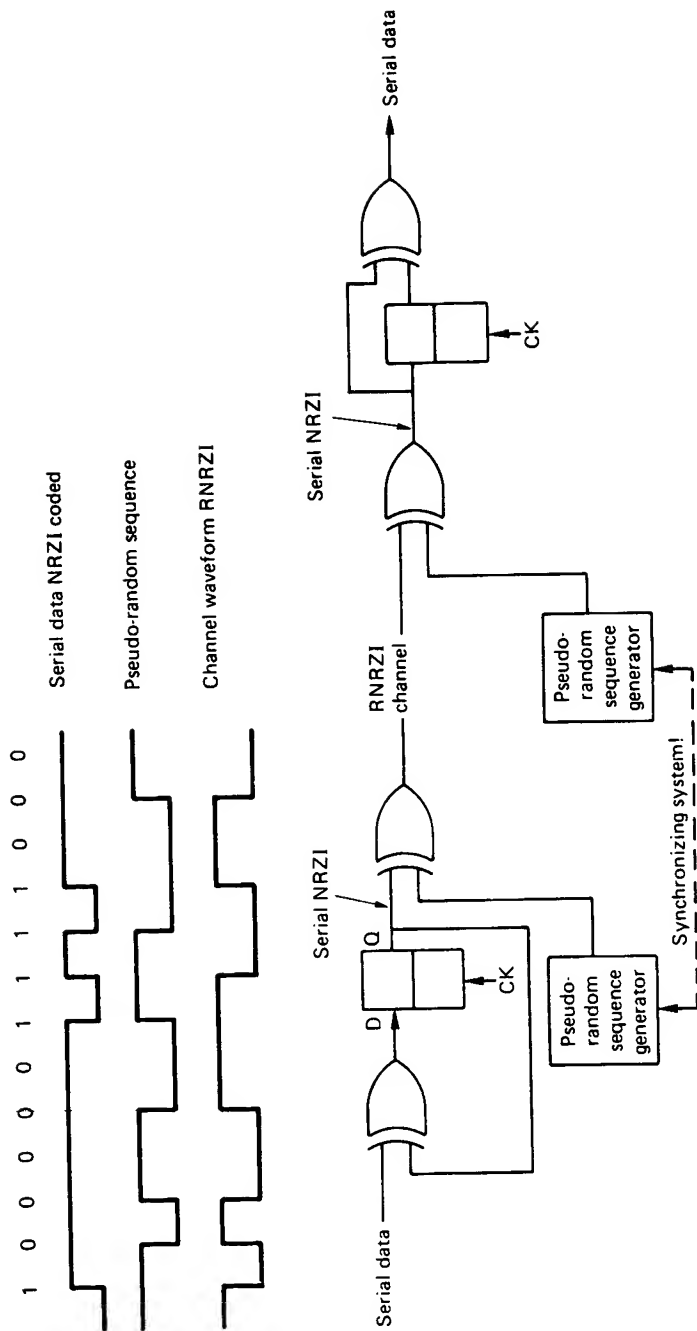 1 0 0 0 0 0 1 1 1 1 0 0 0
Serial data NRZI coded
Pseudo-random sequence
Channel waveform RNRZI
Serial data
D
Q
CK
Serial NRZI
Pseudo-
random
sequence
generator
RNRZI
channel
Synchronizing system!
Pseudo-
random
sequence
generator
Serial NRZI
CK
Serial data